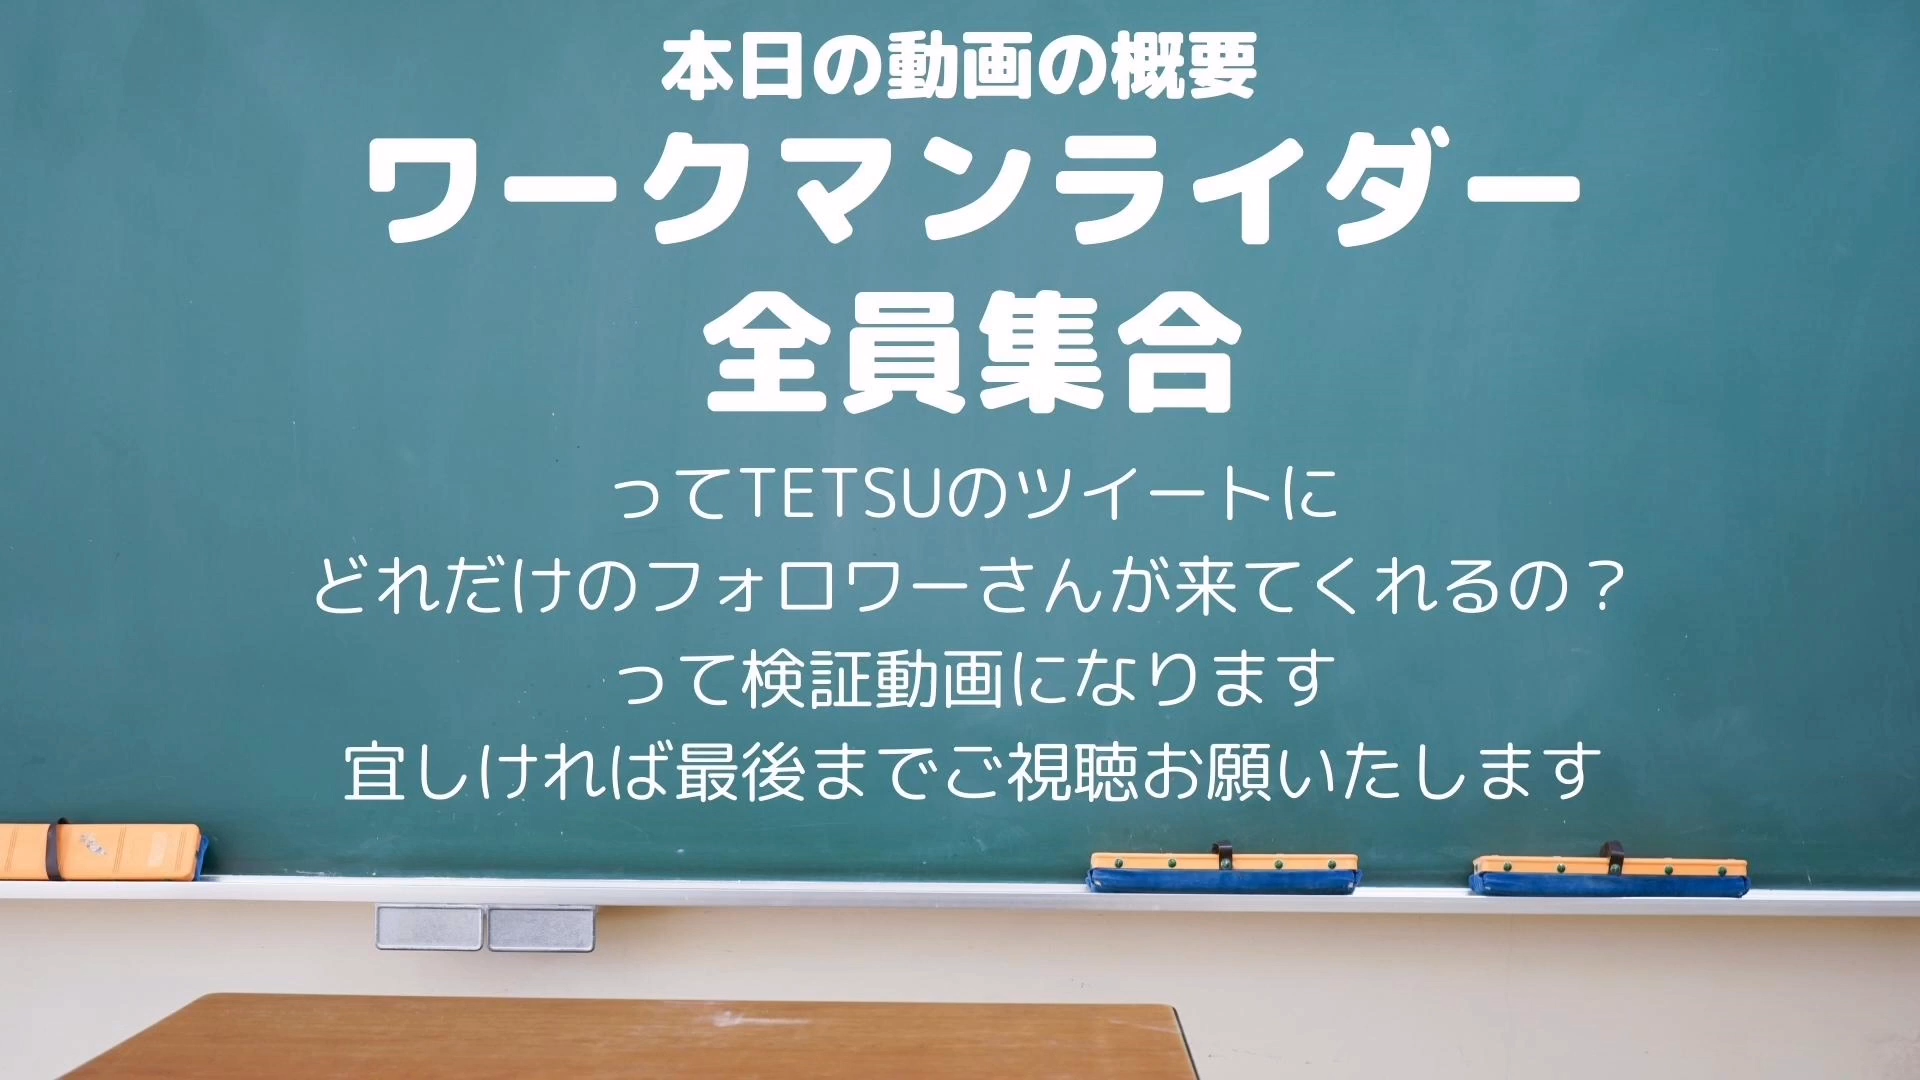 本日の動画の概要
ワークマンライダー
全員集合
ってTETSUのツイートに
どれだけのフォロワーさんが来てくれるの？
って検証動画になります
宜しければ最後までご視聴お願いいたします